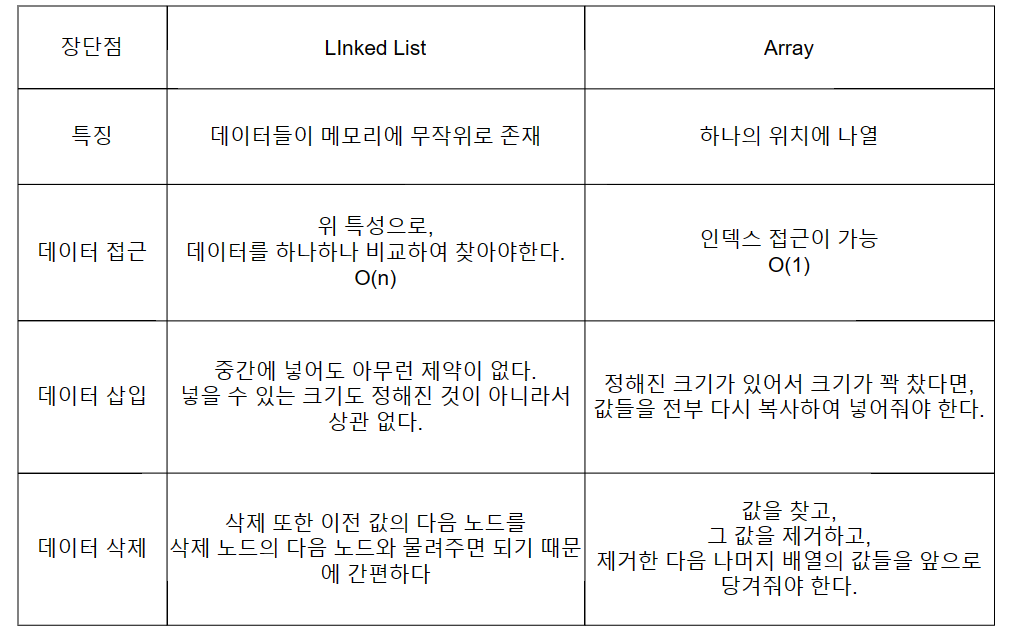 장단점
LInked List
Array
특징
데이터들이 메모리에 무작위로 존재
하나의 위치에 나열
데이터 접근
위 특성으로,
데이터를 하나하나 비교하여 찾아야한다.
O(n)
인덱스 접근이 가능
O(1)
데이터 삽입
중간에 넣어도 아무런 제약이 없다.
넣을 수 있는 크기도 정해진 것이 아니라서
상관 없다.
정해진 크기가 있어서 크기가 꽉 찼다면,
값들을 전부 다시 복사하여 넣어줘야 한다.
데이터 삭제
삭제 또한 이전 값의 다음 노드를
삭제 노드의 다음 노드와 물려주면 되기 때문
에 간편하다
값을 찾고,
그 값을 제거하고,
제거한 다음 나머지 배열의 값들을 앞으로
당겨줘야 한다.